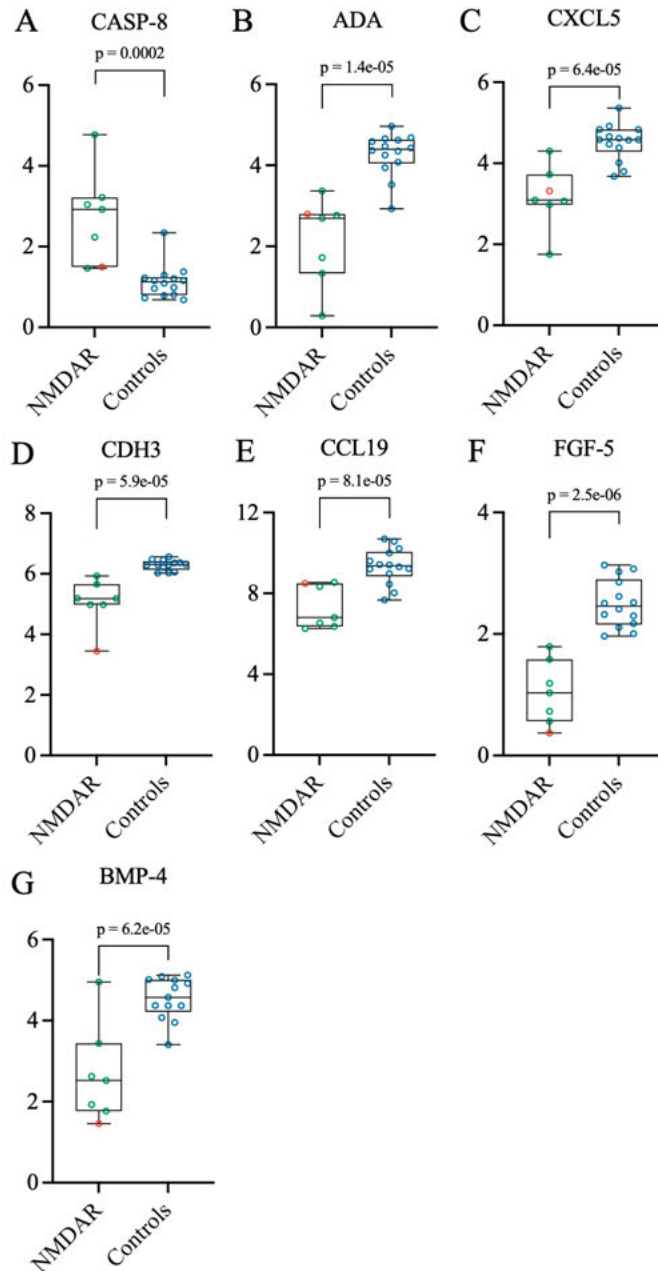 A CASP-8
p = 0.0002
6
4
2
0
NMDAR
Controls
B ADA
p = 1.4e-05
6
4
2
0
NMDAR
Controls
C CXCL5
p = 6.4e-05
6
4
2
0
NMDAR
Controls
D CDH3
p = 5.9e-05
8
6
4
2
0
NMDAR
Controls
E CCL19
p = 8.1e-05
12
8
4
0
NMDAR
Controls
F FGF-5
p = 2.5e-06
4
2
0
NMDAR
Controls
G BMP-4
p = 6.2e-05
6
4
2
0
NMDAR
Controls